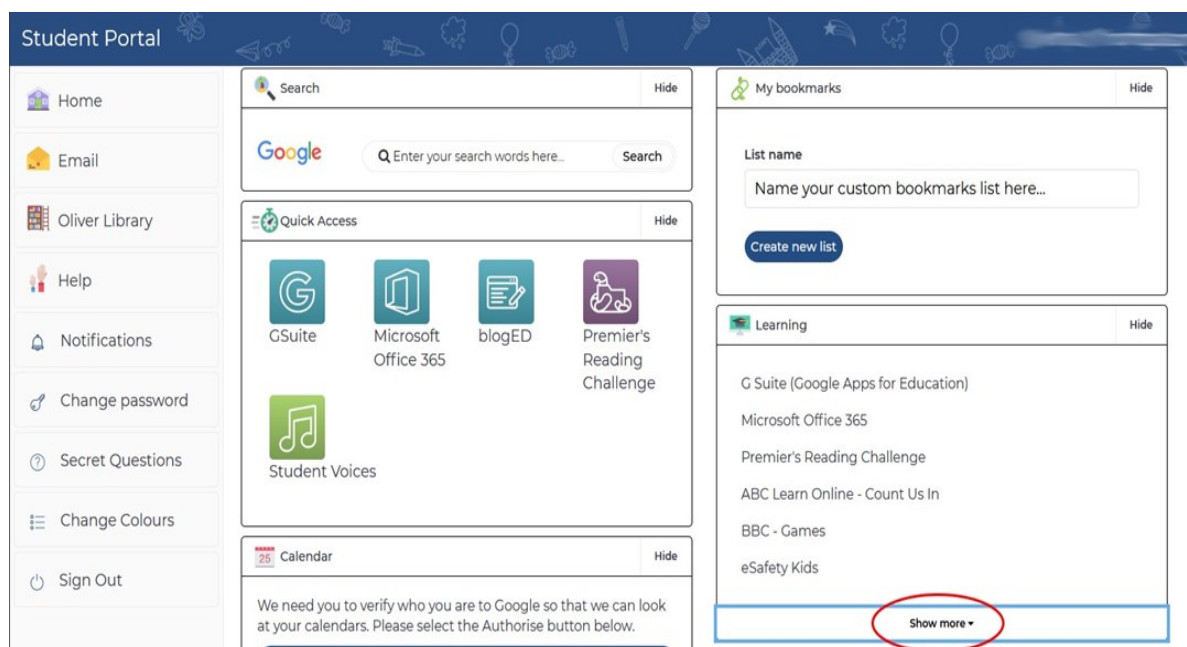 Student Portal
Home
Email
Oliver Library
Help
Notifications
Change password
Secret Questions
Change Colours
Sign Out
Search
Hide
Google
Enter your search words here...
Search
Quick Access
Hide
GSuite
Microsoft
Office 365
blogED
Premier's
Reading
Challenge
Student Voices
25
Calendar
Hide
We need you to verify who you are to Google so that we can look
at your calendars. Please select the Authorise button below.
My bookmarks
Hide
List name
Name your custom bookmarks list here...
Create new list
Learning
Hide
G Suite (Google Apps for Education)
Microsoft Office 365
Premier's Reading Challenge
ABC Learn Online - Count Us In
BBC - Games
eSafety Kids
Show more